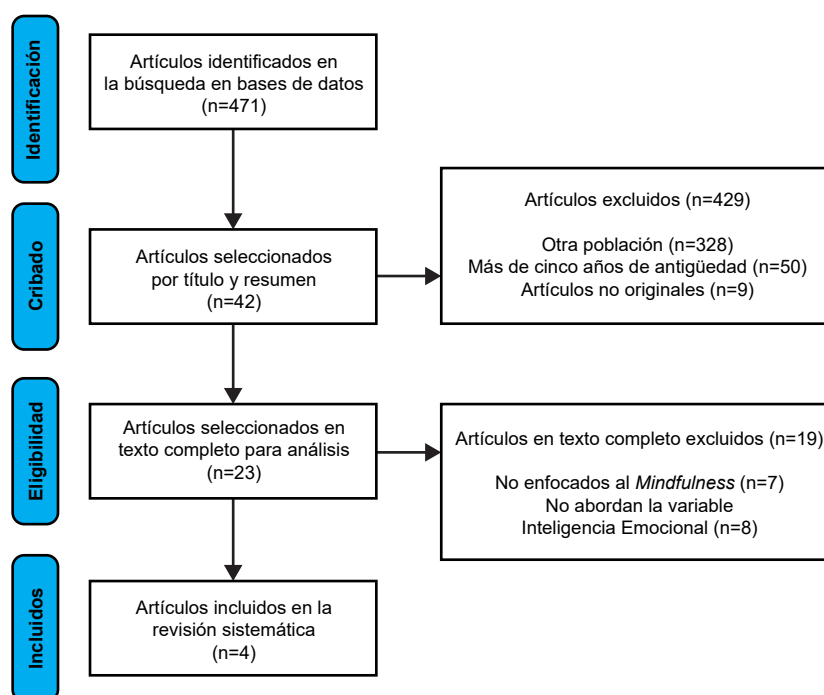 Identificación
Artículos identificados en
la búsqueda en bases de datos
(n=471)
Cribado
Artículos seleccionados
por título y resumen
(n=42)
Artículos excluidos (n=429)
Otra población (n=328)
Más de cinco años de antigüedad (n=50)
Artículos no originales (n=9)
Eligibilidad
Artículos seleccionados en
texto completo para análisis
(n=23)
Artículos en texto completo excluidos (n=19)
No enfocados al Mindfulness (n=7)
No abordan la variable
Inteligencia Emocional (n=8)
Incluidos
Artículos incluidos en la
revisión sistemática
(n=4)